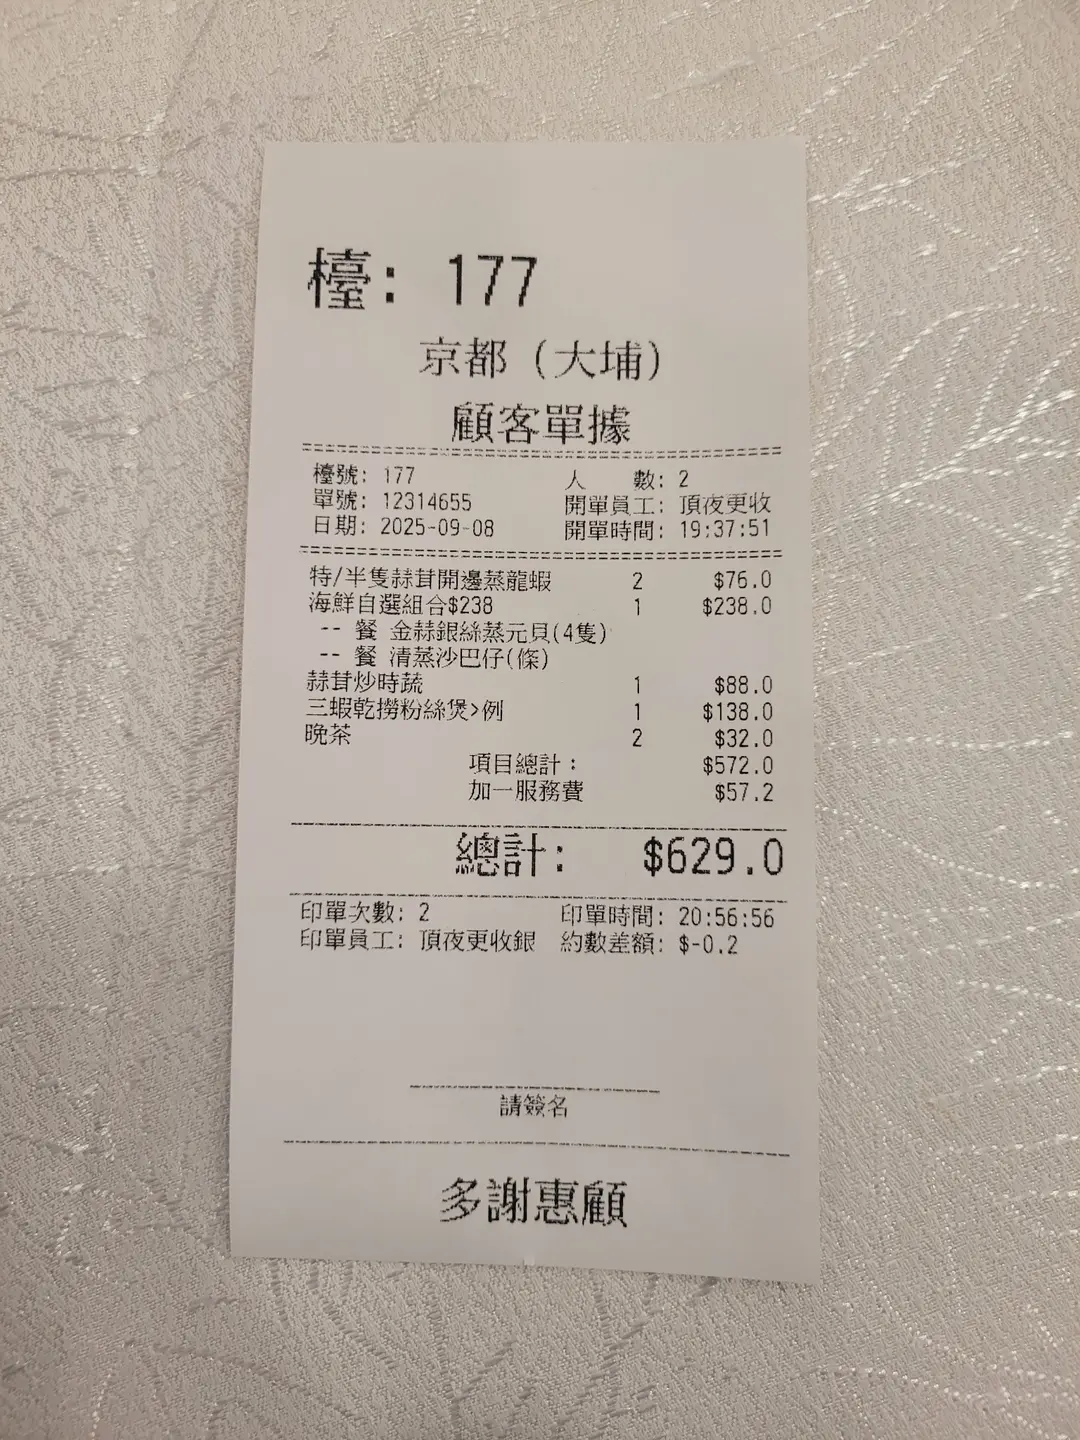 檯: 177
京都 (大埔)
顧客單據
檯號: 177 人 數: 2
單號: 12314655 開單員工: 頂夜更收
日期: 2025-09-08 開單時間: 19:37:51
特/半隻蒜茸開邊蒸龍蝦 2 $76.0
海鮮自選組合$238 1 $238.0
-- 餐 金蒜銀絲蒸元貝(4隻)
-- 餐 清蒸沙巴仔(條)
蒜茸炒時蔬 1 $88.0
三蝦乾撈粉絲煲>例 1 $138.0
晚茶 2 $32.0
項目總計: $572.0
加一服務費 $57.2
總計: $629.0
印單次數: 2 印單時間: 20:56:56
印單員工: 頂夜更收銀 約數差額: $-0.2
請簽名
多謝惠顧